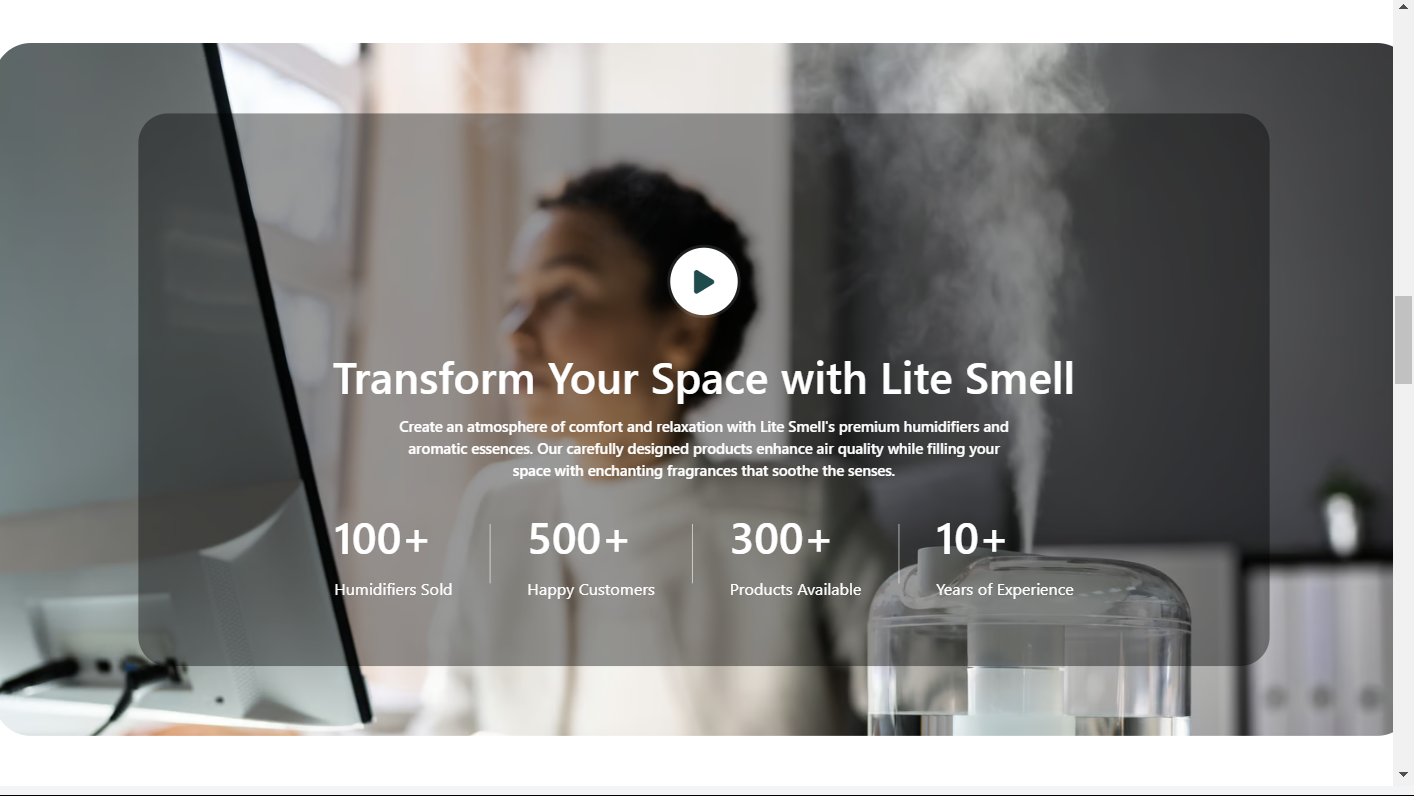 Transform Your Space with Lite Smell
Create an atmosphere of comfort and relaxation with Lite Smell's premium humidifiers and
aromatic essences. Our carefully designed products enhance air quality while filling your
space with enchanting fragrances that soothe the senses.
100+
Humidifiers Sold
500+
Happy Customers
300+
Products Available
10+
Years of Experience